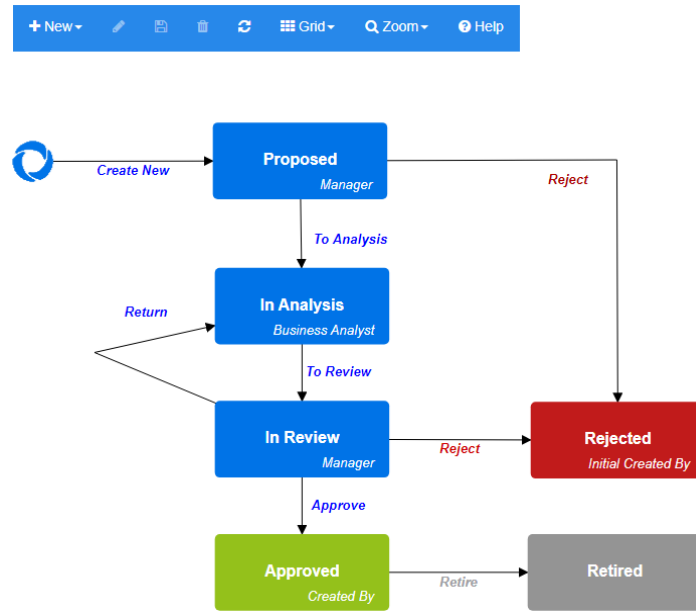 New
Grid
Zoom
Help
Proposed
Manager
Create New
Reject
To Analysis
In Analysis
Business Analyst
Return
To Review
In Review
Manager
Reject
Rejected
Initial Created By
Approve
Approved
Created By
Retire
Retired